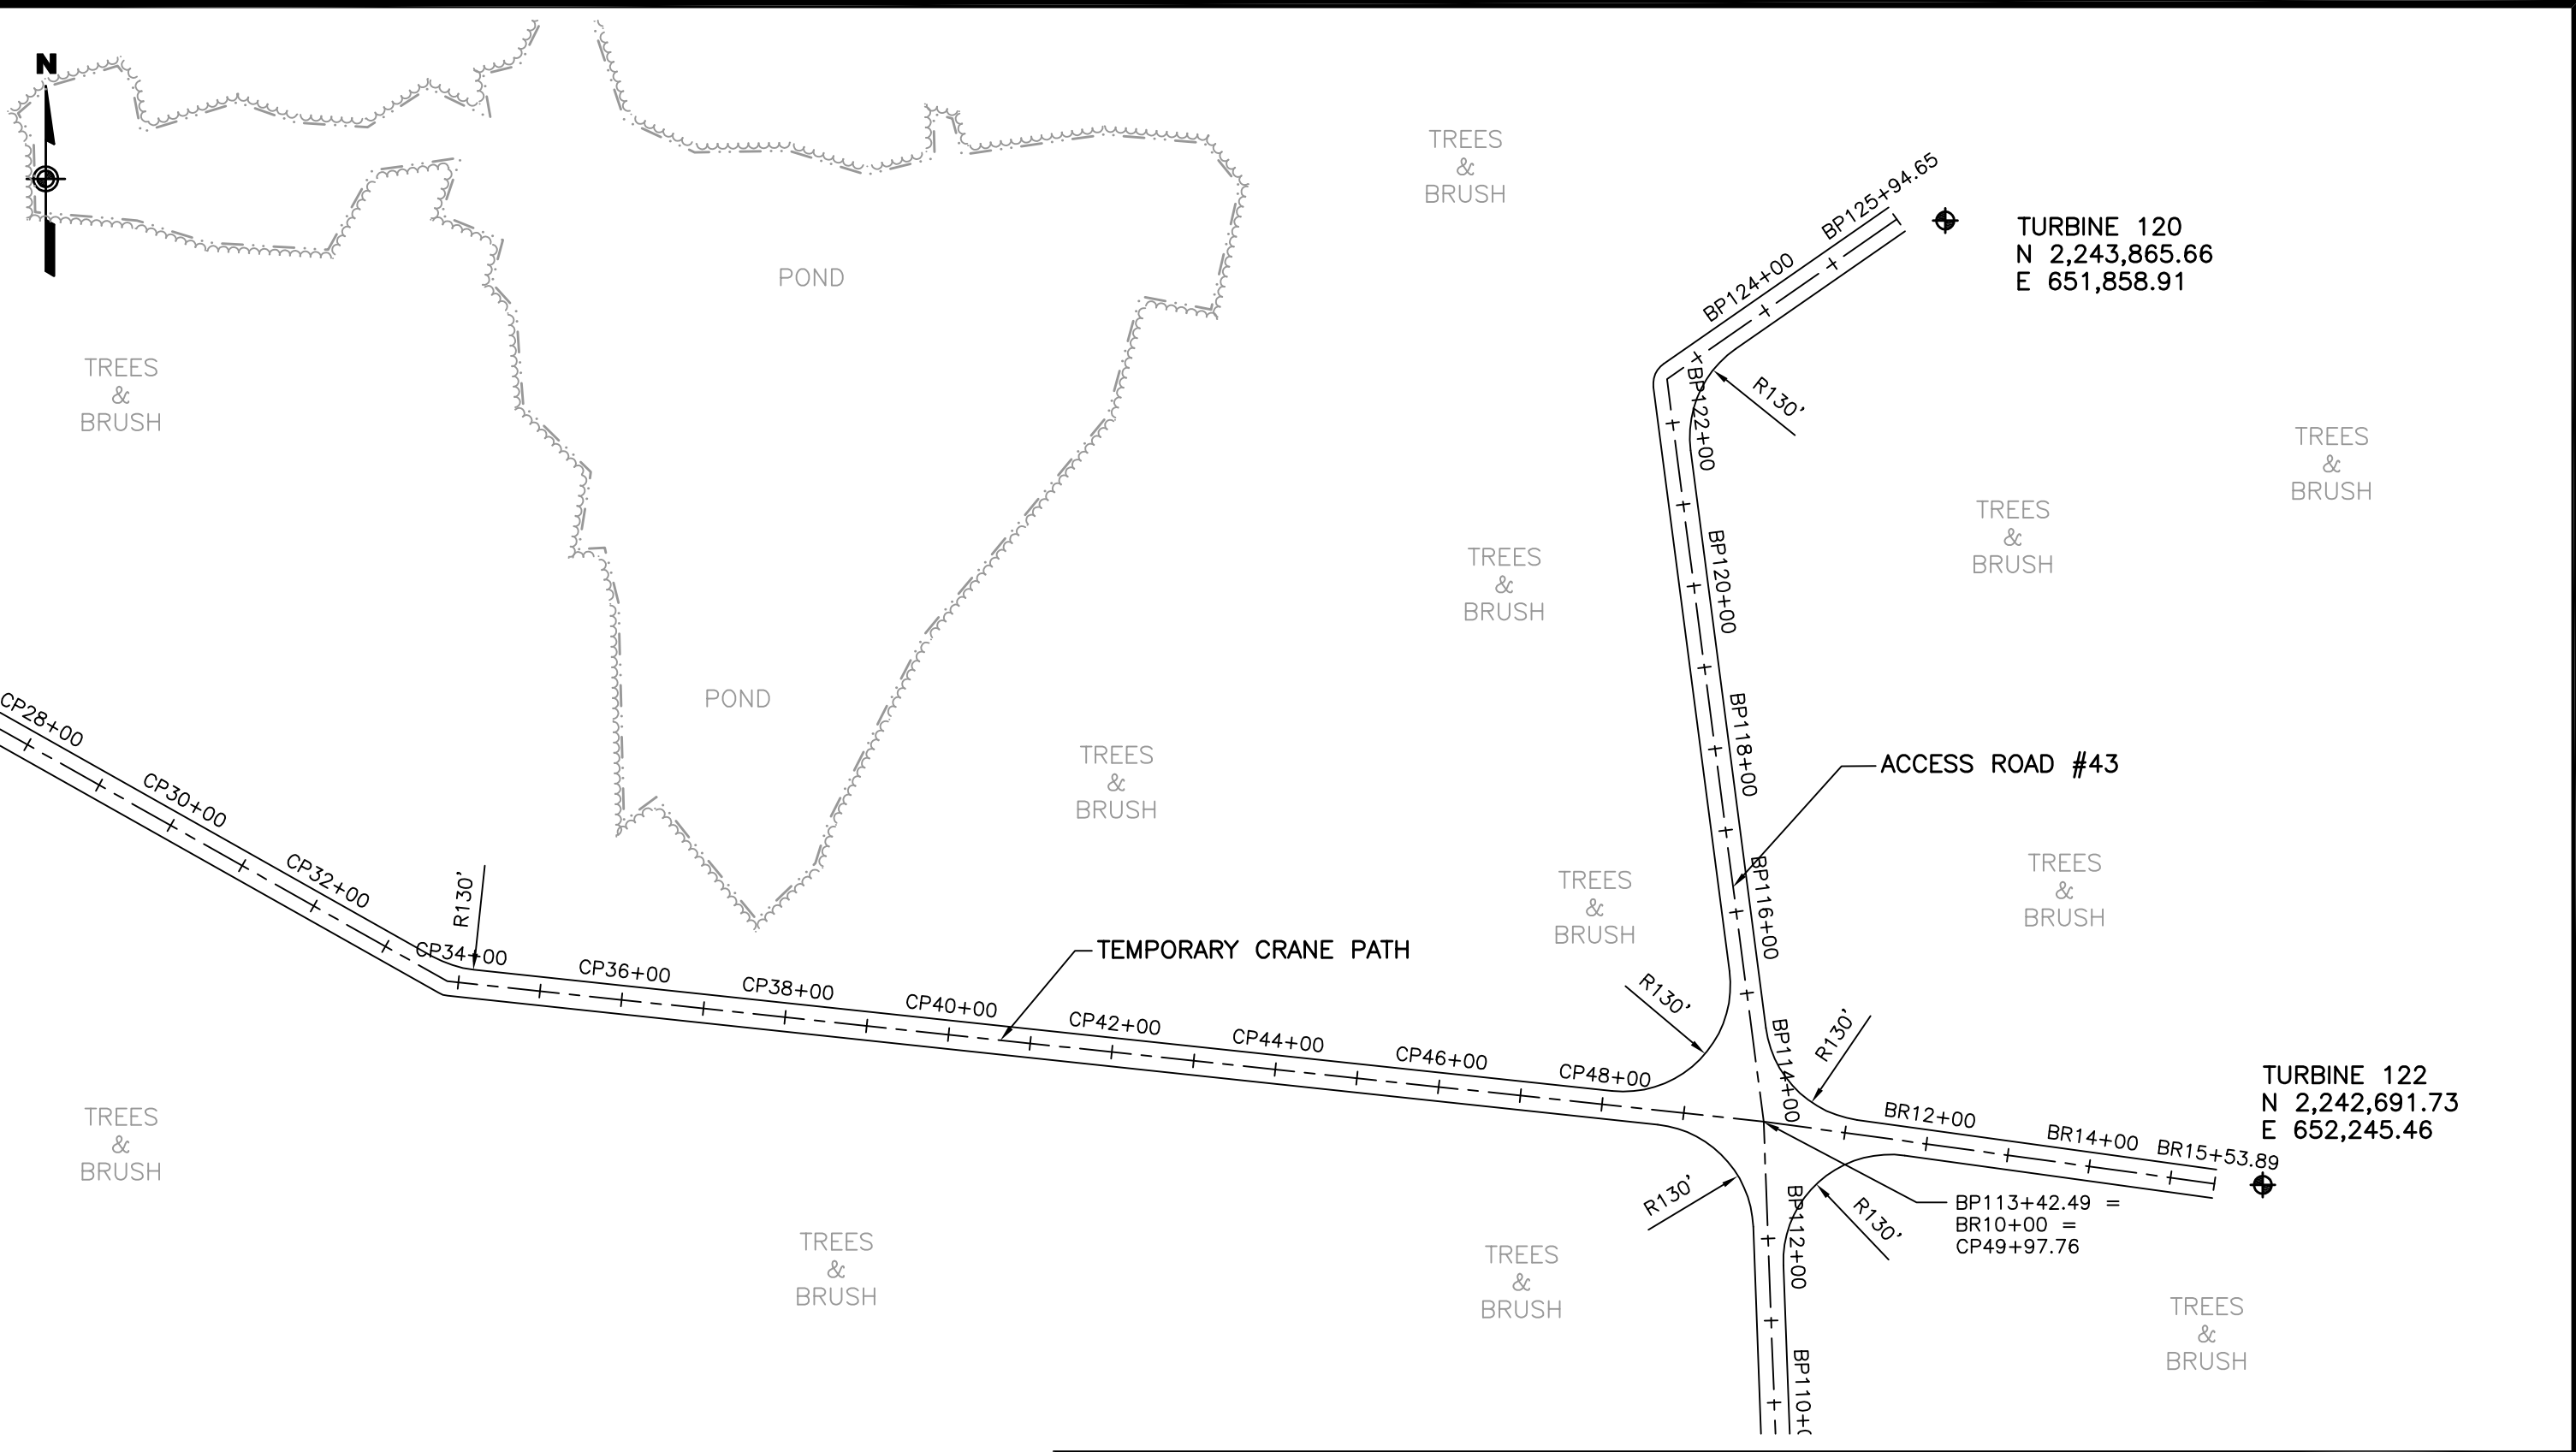 N
TREES
&
BRUSH
BP125+94.65
TURBINE 120
N 2,243,865.66
E 651,858.91
POND
BP124+00
TREES
&
BRUSH
R130'
BP122+00
TREES
&
BRUSH
TREES
&
BRUSH
TREES
&
BRUSH
BP120+00
POND
CP28+00
BP118+00
TREES
&
BRUSH
ACCESS ROAD #43
CP30+00
CP32+00
R130'
BP116+00
TREES
&
BRUSH
TREES
&
BRUSH
CP34+00
CP36+00
CP38+00
TEMPORARY CRANE PATH
CP40+00
CP42+00
CP44+00
CP46+00
CP48+00
R130'
R130'
BP114+00
TURBINE 122
N 2,242,691.73
E 652,245.46
BR12+00
BR14+00
BR15+53.89
TREES
&
BRUSH
R130'
BP112+00
R130'
BP113+42.49 =
BR10+00 =
CP49+97.76
TREES
&
BRUSH
TREES
&
BRUSH
TREES
&
BRUSH